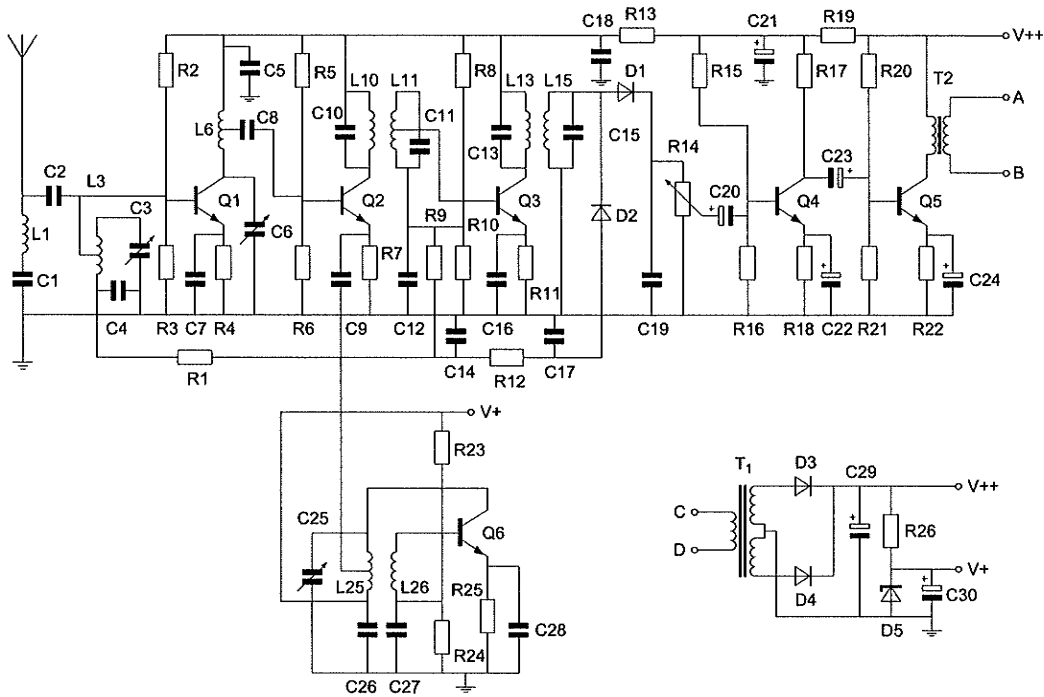 C18 R13 C21 R19
V++
R2 C5 R5 L10 L11 R8 L13 L15 D1 R15 R17 R20 T2
A
L6 C8 C10 C11 C13 C15
C2 L3 R14 C23 B
C3 Q1 Q2 Q3 C20 Q4 Q5
L1 C6 R7 R9 R10 D2
C1 R11 C24
C4 R3 C7 R4 R6 C9 C12 C16 C19 R16 R18 C22 R21 R22
R1 C14 R12 C17
V+
R23
T1 D3 C29 V++
C25 Q6 C R26
D
L25 L26 R25 D4 V+
C30
C28 D5
R24
C26 C27